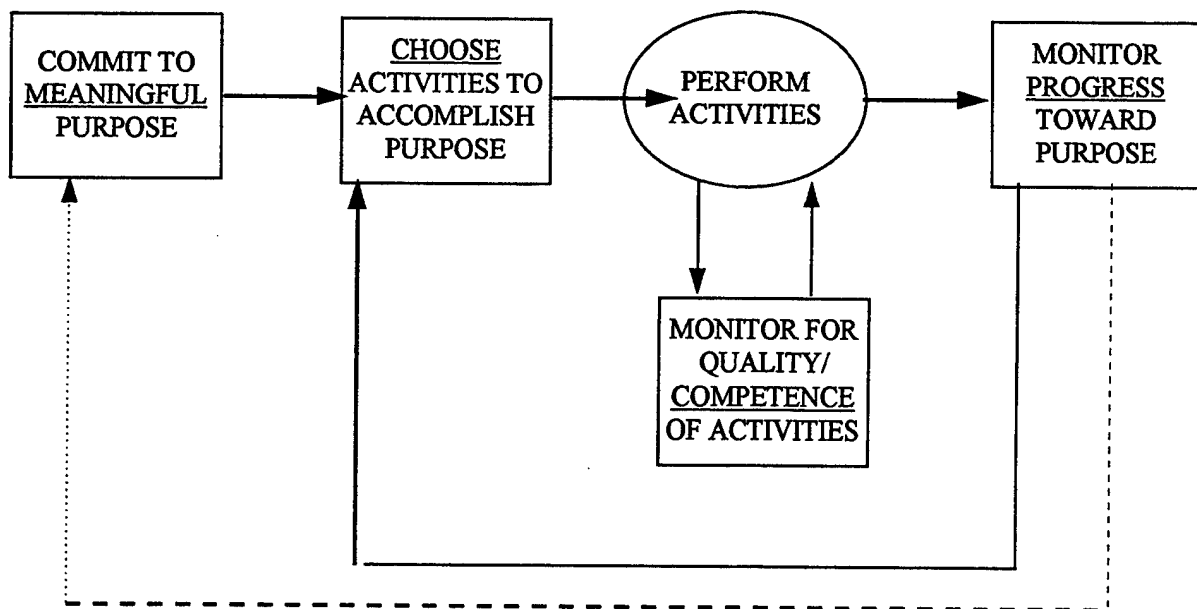 COMMIT TO
MEANINGFUL
PURPOSE
CHOOSE
ACTIVITIES TO
ACCOMPLISH
PURPOSE
PERFORM
ACTIVITIES
MONITOR
PROGRESS
TOWARD
PURPOSE
MONITOR FOR
QUALITY/
COMPETENCE
OF ACTIVITIES